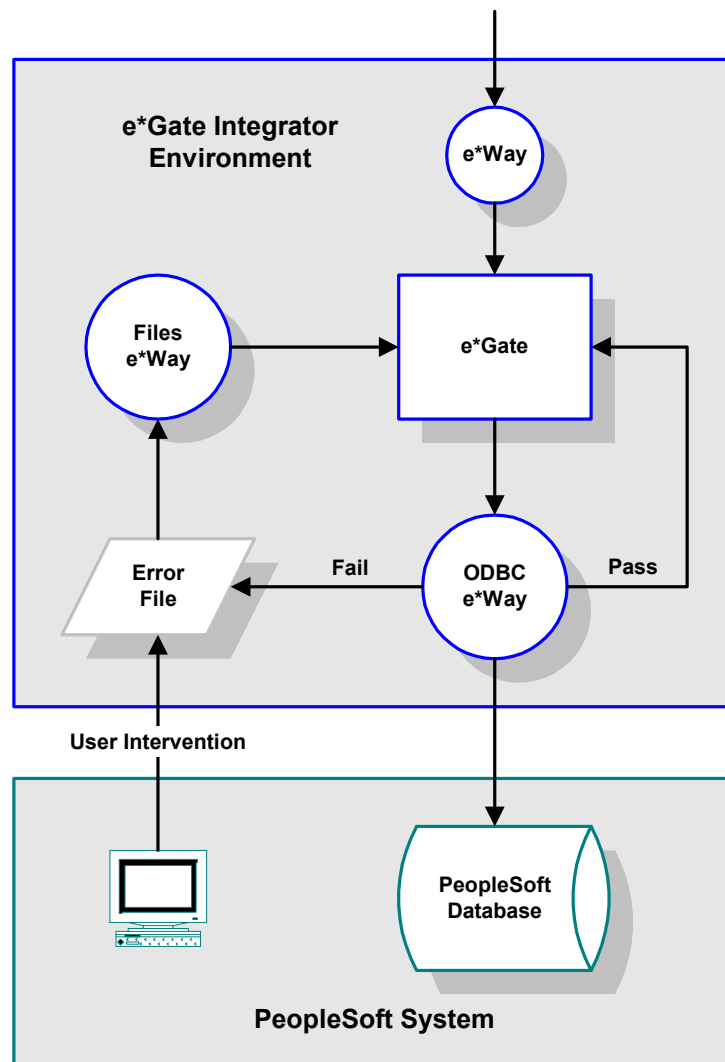 e*Gate Integrator
Environment
e*Way
Files
e*Way
e*Gate
Error
File
Fail
ODBC
e*Way
Pass
User Intervention
PeopleSoft
Database
PeopleSoft System